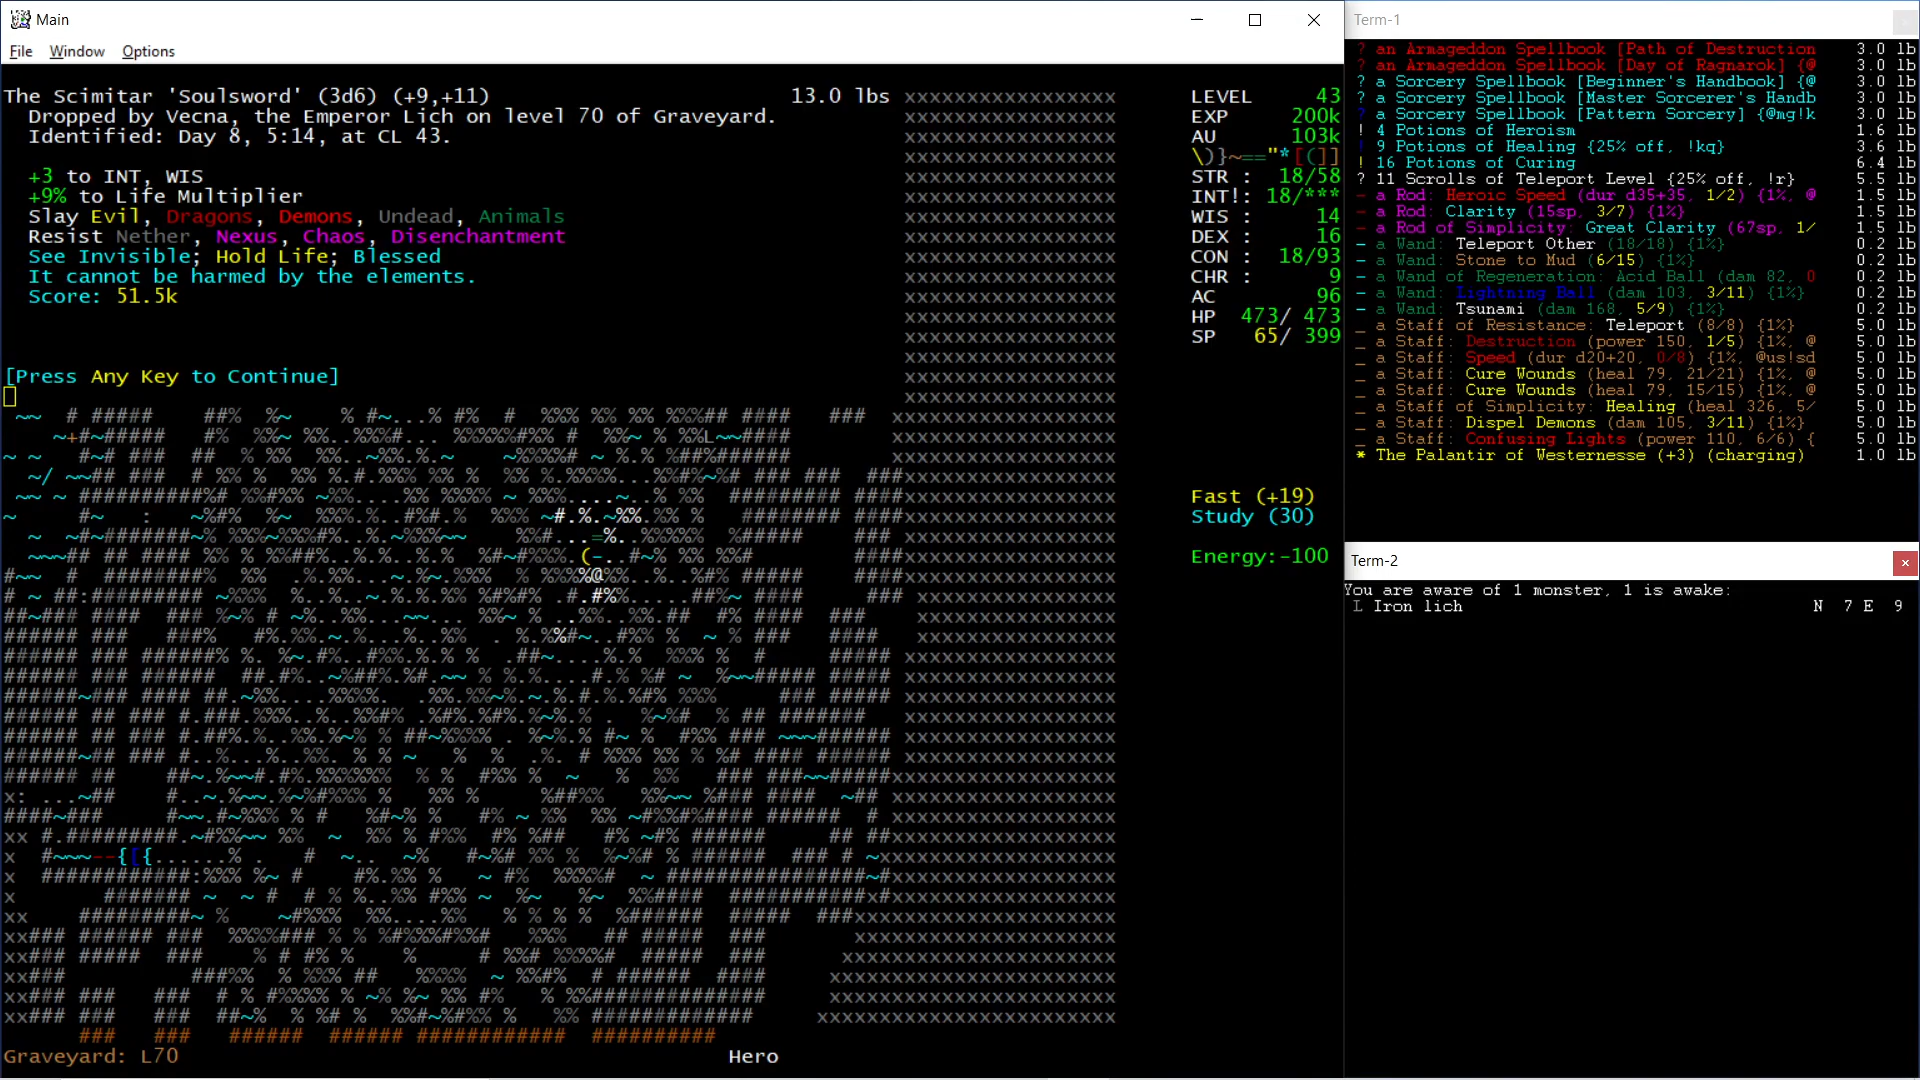 Main
File Window Options
The Scimitar 'Soulsword' (3d6) (+9,+11) 13.0 lbs
Dropped by Vecna, the Emperor Lich on level 70 of Graveyard.
Identified: Day 8, 5:14, at CL 43.
+3 to INT, WIS
+9% to Life Multiplier
Slay Evil, Dragons, Demons, Undead, Animals
Resist Nether, Nexus, Chaos, Disenchantment
See Invisible; Hold Life; Blessed
It cannot be harmed by the elements.
Score: 51.5k
[Press Any Key to Continue]
LEVEL 43
EXP 200k
AU 103k
\)}~=="*[(]]
STR : 18/58
INT!: 18/***
WIS : 14
DEX : 16
CON : 18/93
CHR : 9
AC 96
HP 473/ 473
SP 65/ 399
Fast (+19)
Study (30)
Energy:-100
Graveyard: L70
Hero
Term-1
? an Armageddon Spellbook [Path of Destruction 3.0 lb
? an Armageddon Spellbook [Day of Ragnarok] {@ 3.0 lb
? a Sorcery Spellbook [Beginner's Handbook] {@ 3.0 lb
? a Sorcery Spellbook [Master Sorcerer's Handb 3.0 lb
? a Sorcery Spellbook [Pattern Sorcery] {@mg!k 3.0 lb
! 4 Potions of Heroism 1.6 lb
! 9 Potions of Healing {25% off, !kq} 3.6 lb
! 16 Potions of Curing 6.4 lb
? 11 Scrolls of Teleport Level {25% off, !r} 5.5 lb
- a Rod: Heroic Speed (dur d35+35, 1/2) {1%, @ 1.5 lb
- a Rod: Clarity (15sp, 3/7) {1%} 1.5 lb
- a Rod of Simplicity: Great Clarity (67sp, 1/ 1.5 lb
- a Wand: Teleport Other (18/18) {1%} 0.2 lb
- a Wand: Stone to Mud (6/15) {1%} 0.2 lb
- a Wand of Regeneration: Acid Ball (dam 82, 0 0.2 lb
- a Wand: Lightning Ball (dam 103, 3/11) {1%} 0.2 lb
- a Wand: Tsunami (dam 168, 5/9) {1%} 0.2 lb
_ a Staff of Resistance: Teleport (8/8) {1%} 5.0 lb
_ a Staff: Destruction (power 150, 1/5) {1%, @ 5.0 lb
_ a Staff: Speed (dur d20+20, 0/8) {1%, @us!sd 5.0 lb
_ a Staff: Cure Wounds (heal 79, 21/21) {1%, @ 5.0 lb
_ a Staff: Cure Wounds (heal 79, 15/15) {1%, @ 5.0 lb
_ a Staff of Simplicity: Healing (heal 326, 5/ 5.0 lb
_ a Staff: Dispel Demons (dam 105, 3/11) {1%} 5.0 lb
_ a Staff: Confusing Lights (power 110, 6/6) { 5.0 lb
* The Palantir of Westernesse (+3) (charging) 1.0 lb
Term-2
You are aware of 1 monster, 1 is awake:
L Iron lich N 7 E 9